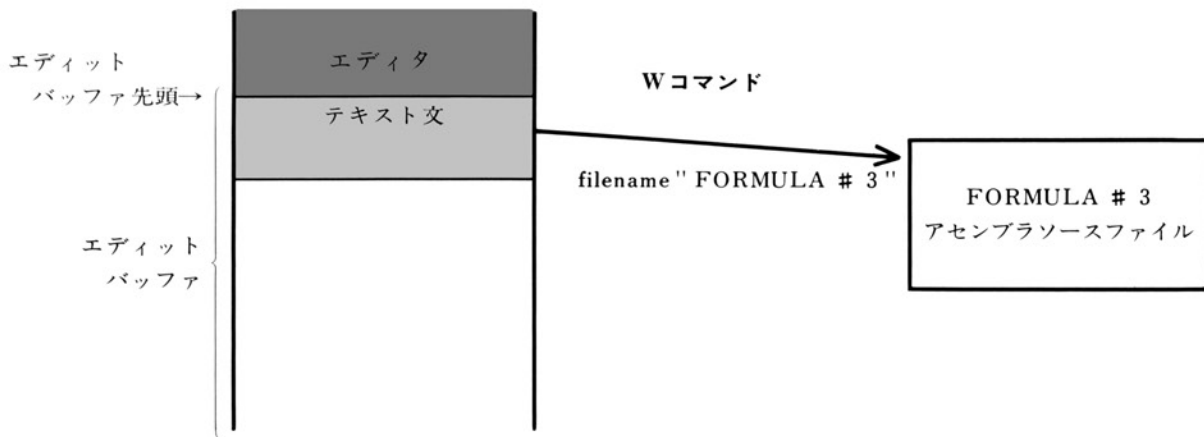 エディタ
エディット
バッファ先頭→
テキスト文
Wコマンド
filename " FORMULA # 3 "
FORMULA # 3
アセンブラソースファイル
エディット
バッファ